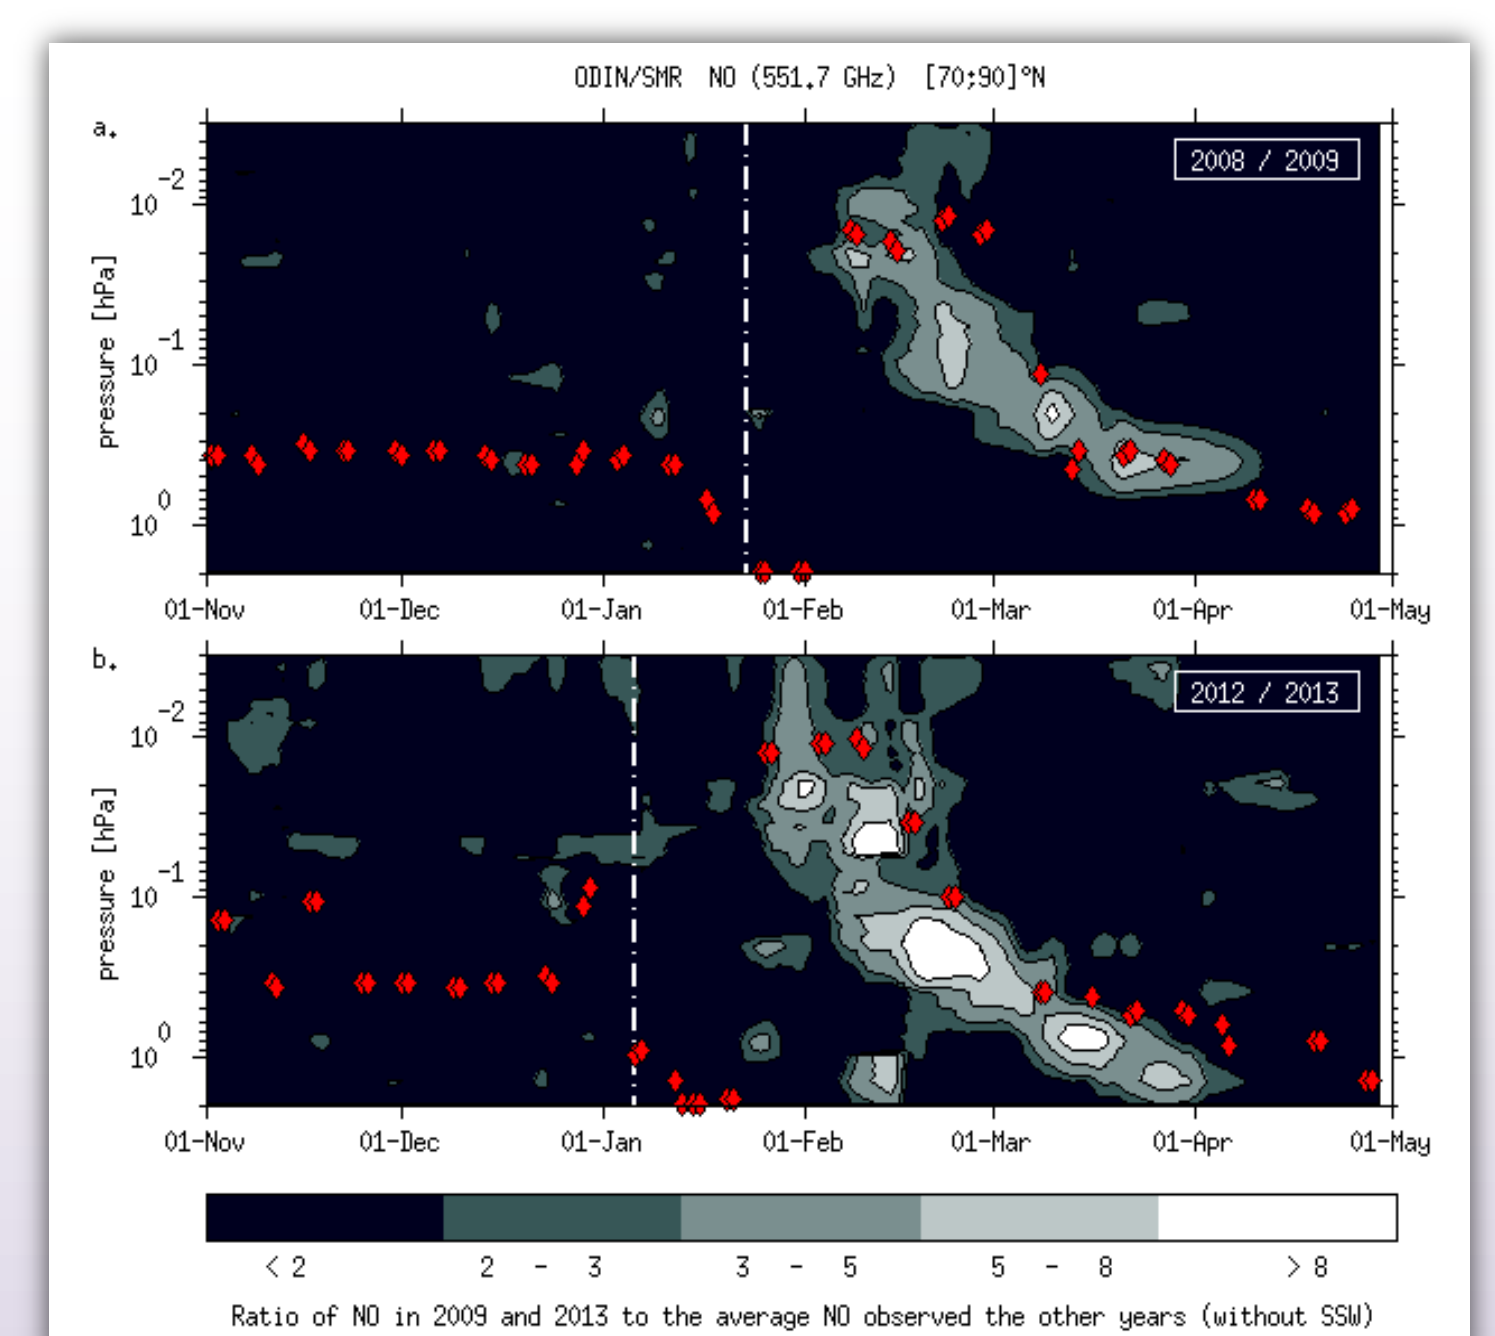 ODIN/SMR NO (551.7 GHz) [70;90]°N
a.
2008 / 2009
10^-2
10^-1
10^0
pressure [hPa]
01-Nov 01-Dec 01-Jan 01-Feb 01-Mar 01-Apr 01-May
b.
2012 / 2013
10^-2
10^-1
10^0
pressure [hPa]
01-Nov 01-Dec 01-Jan 01-Feb 01-Mar 01-Apr 01-May
< 2 2 - 3 3 - 5 5 - 8 > 8
Ratio of NO in 2009 and 2013 to the average NO observed the other years (without SSW)